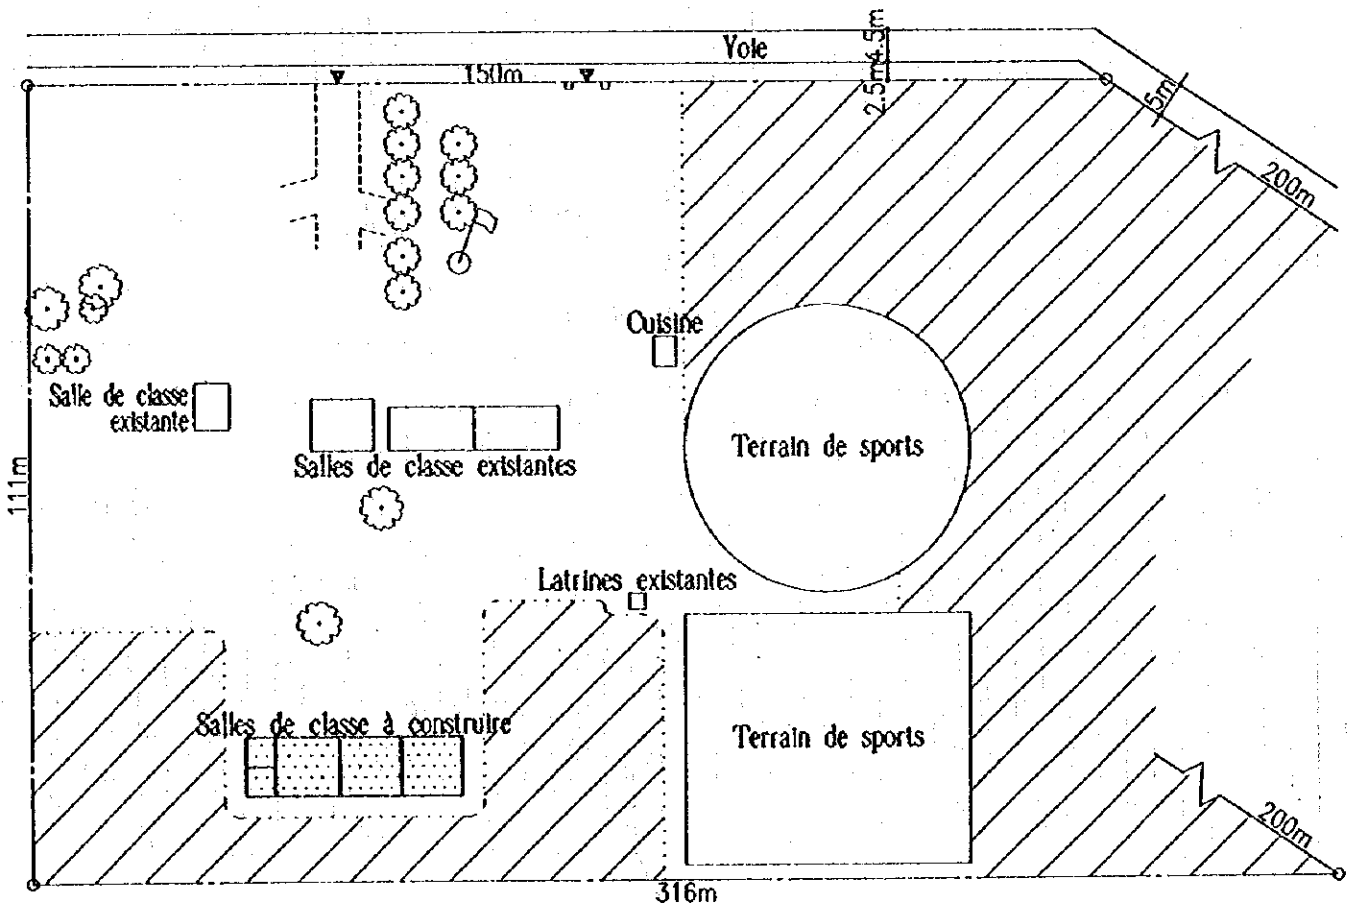 Yole
4.5m
2.5m
150m
5m
200m
Cuisine
Salle de classe
existante
Salles de classe existantes
Terrain de sports
111m
Latrines existantes
Salles de classe à construire
Terrain de sports
200m
316m